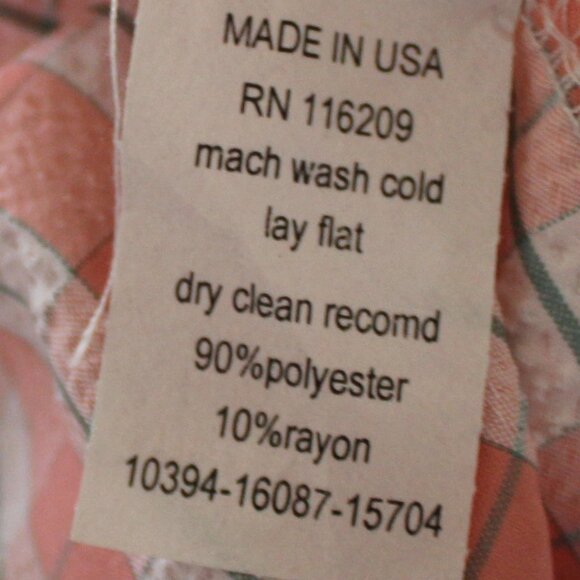 MADE IN USA
RN 116209
mach wash cold
lay flat
dry clean recomd
90%polyester
10%rayon
10394-16087-15704